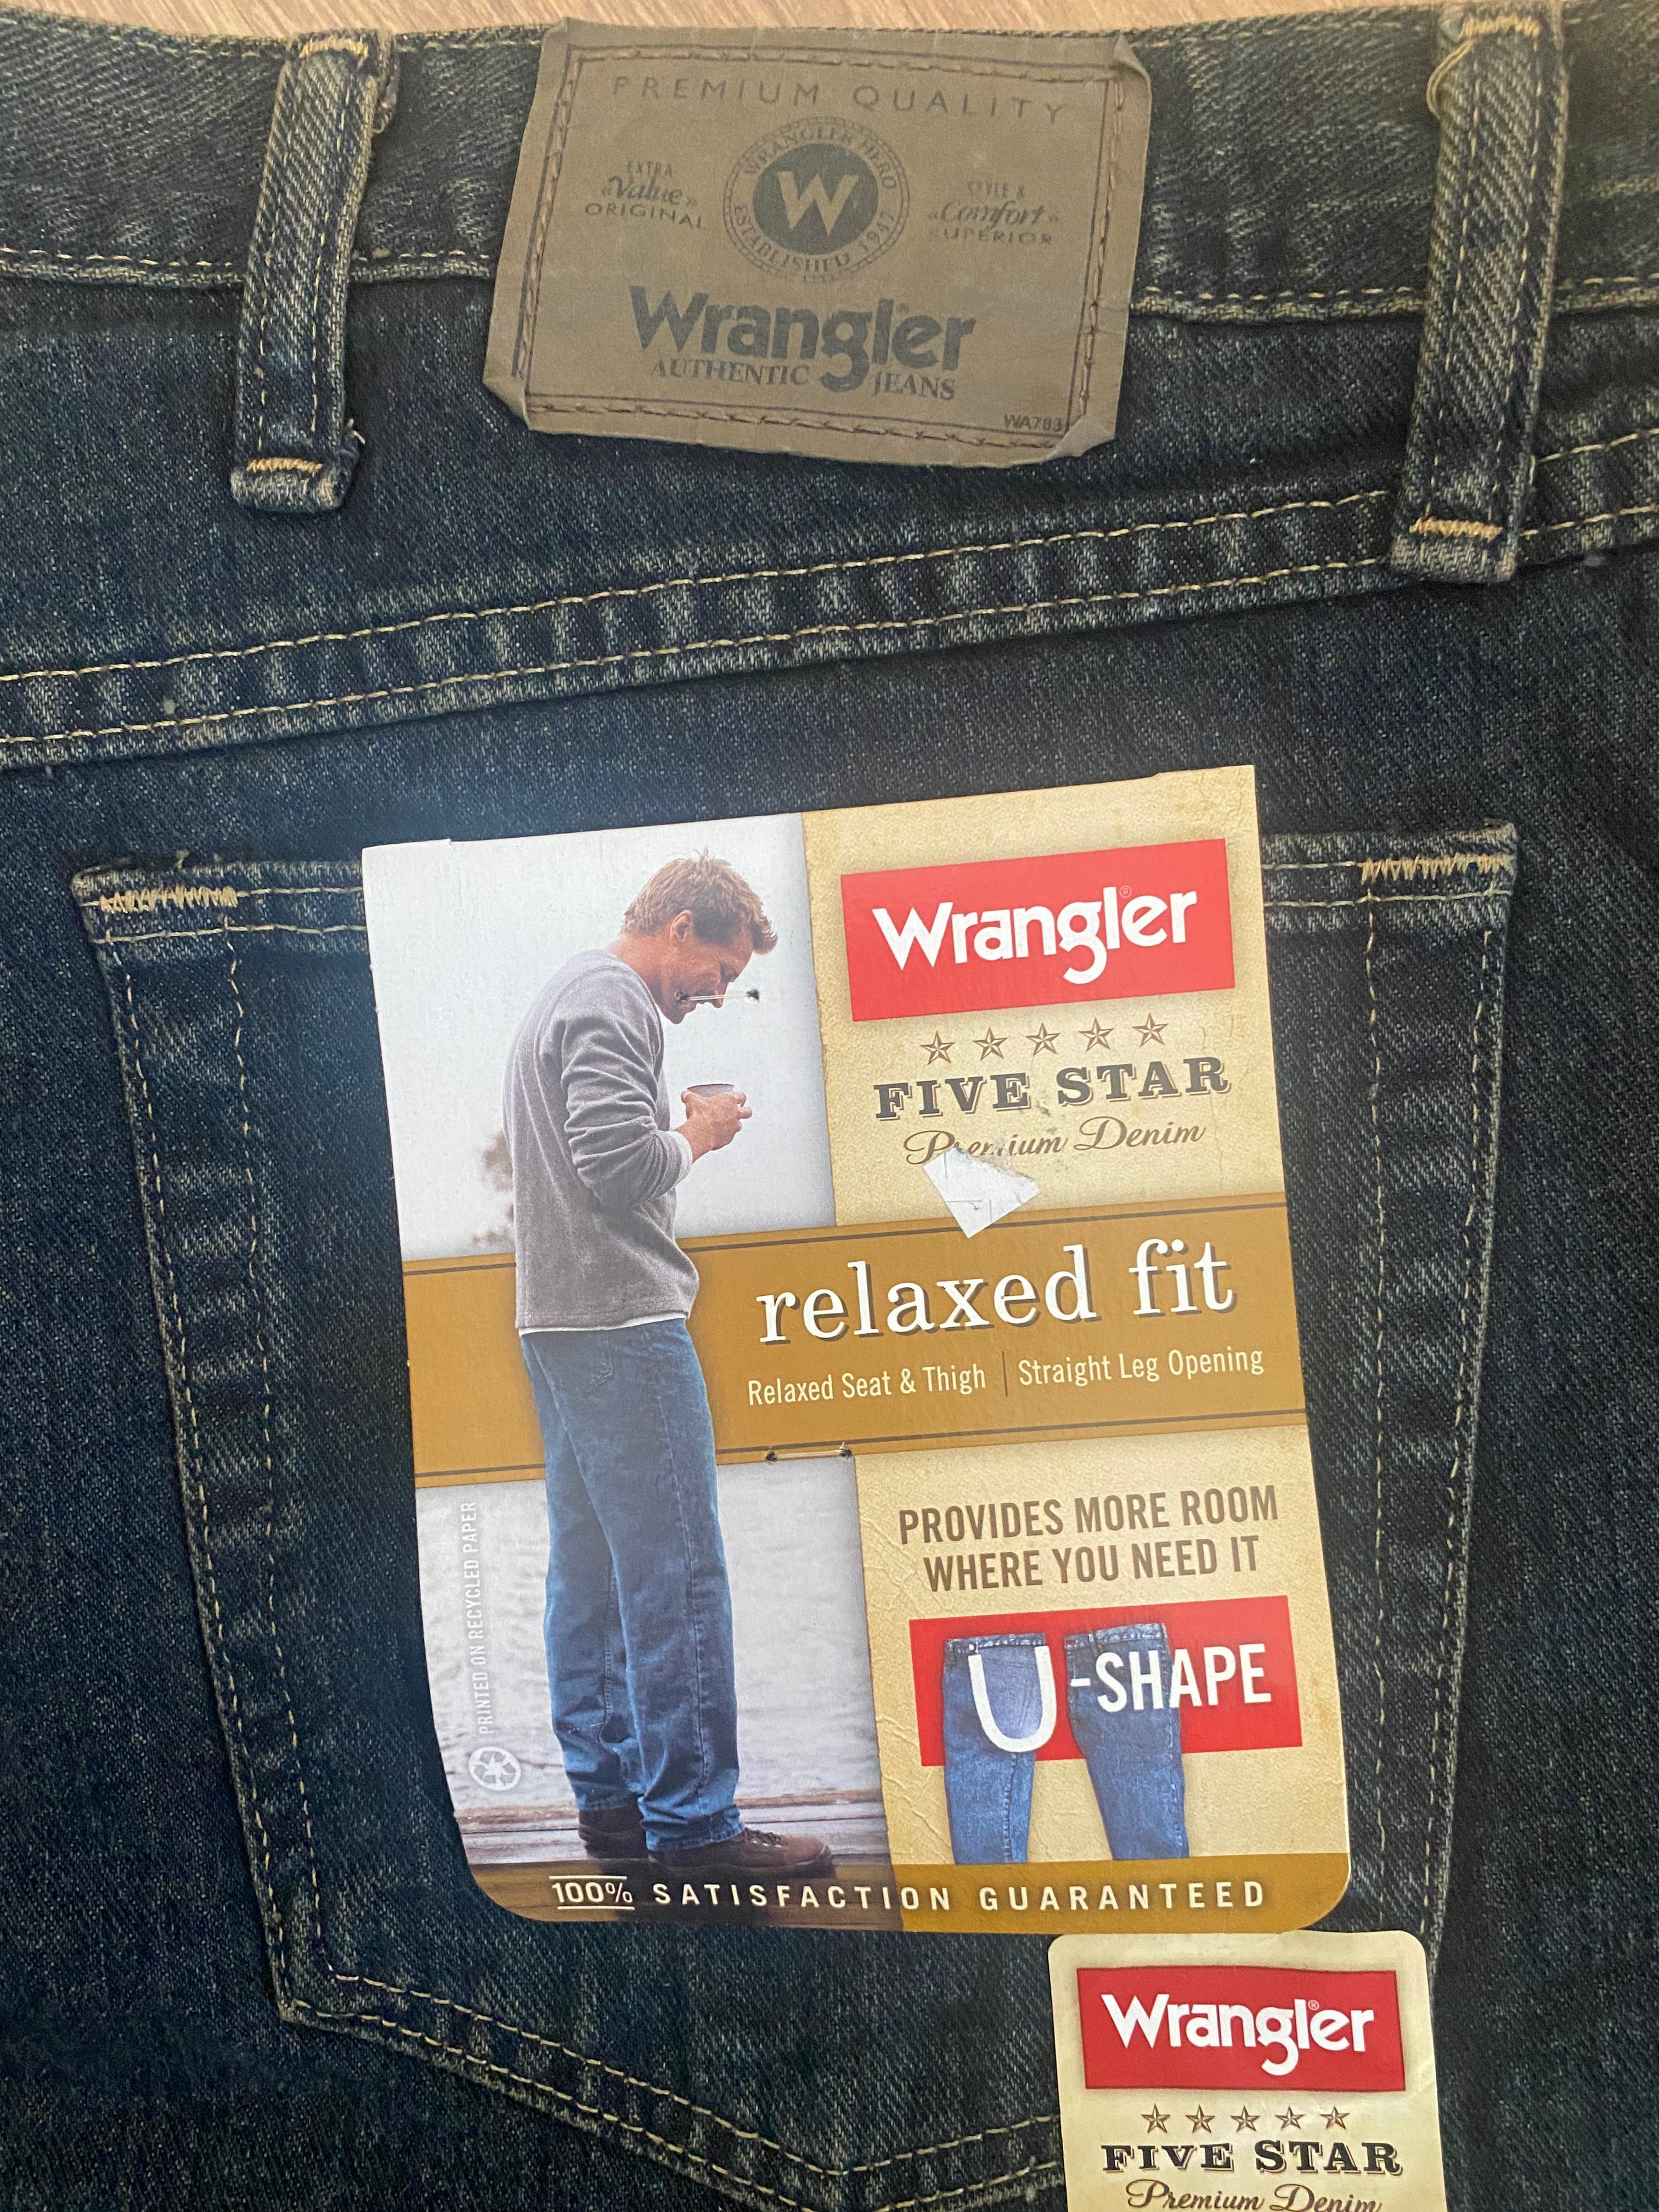 PREMIUM QUALITY
EXTRA
«Value»
ORIGINAL
WRANGLER HERO
W
ESTABLISHED 1947
STYLE &
«Comfort»
SUPERIOR
Wrangler
AUTHENTIC JEANS
WA783
Wrangler®
FIVE STAR
Premium Denim
relaxed fit
Relaxed Seat & Thigh | Straight Leg Opening
PROVIDES MORE ROOM
WHERE YOU NEED IT
U-SHAPE
PRINTED ON RECYCLED PAPER
100% SATISFACTION GUARANTEED
Wrangler®
FIVE STAR
Premium Denim